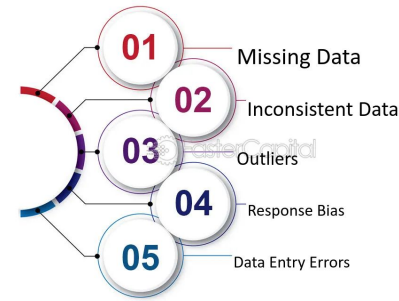 01
Missing Data
02
Inconsistent Data
03
FasterCapital
Outliers
04
Response Bias
05
Data Entry Errors